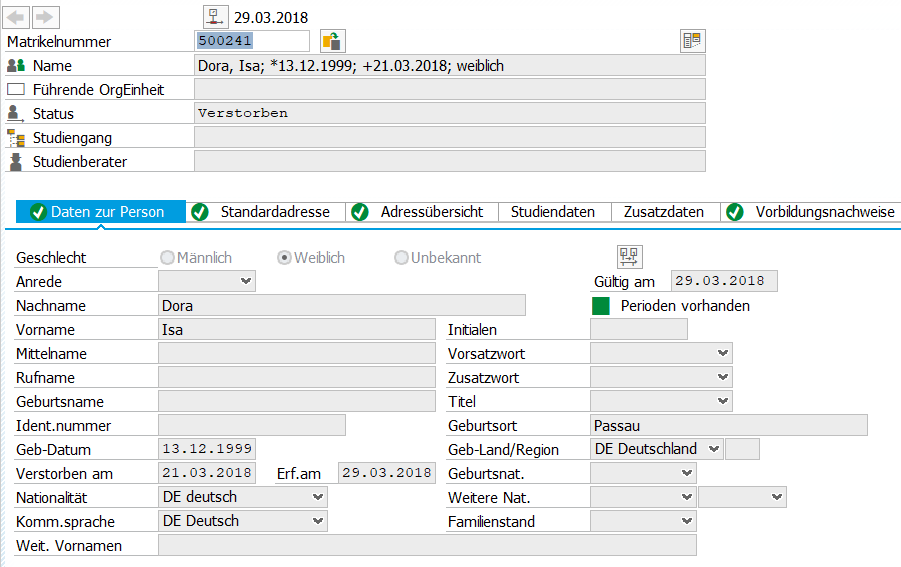 29.03.2018
Matrikelnummer 500241
Name Dora, Isa; *13.12.1999; +21.03.2018; weiblich
Führende OrgEinheit
Status Verstorben
Studiengang
Studienberater
Daten zur Person Standardadresse Adressübersicht Studiendaten Zusatzdaten Vorbildungsnachweise
Geschlecht Männlich Weiblich Unbekannt
Anrede Gültig am 29.03.2018
Nachname Dora Perioden vorhanden
Vorname Isa Initialen
Mittelname Vorsatzwort
Rufname Zusatzwort
Geburtsname Titel
Ident.nummer Geburtsort Passau
Geb-Datum 13.12.1999 Geb-Land/Region DE Deutschland
Verstorben am 21.03.2018 Erf.am 29.03.2018 Geburtsnat.
Nationalität DE deutsch Weitere Nat.
Komm.sprache DE Deutsch Familienstand
Weit. Vornamen